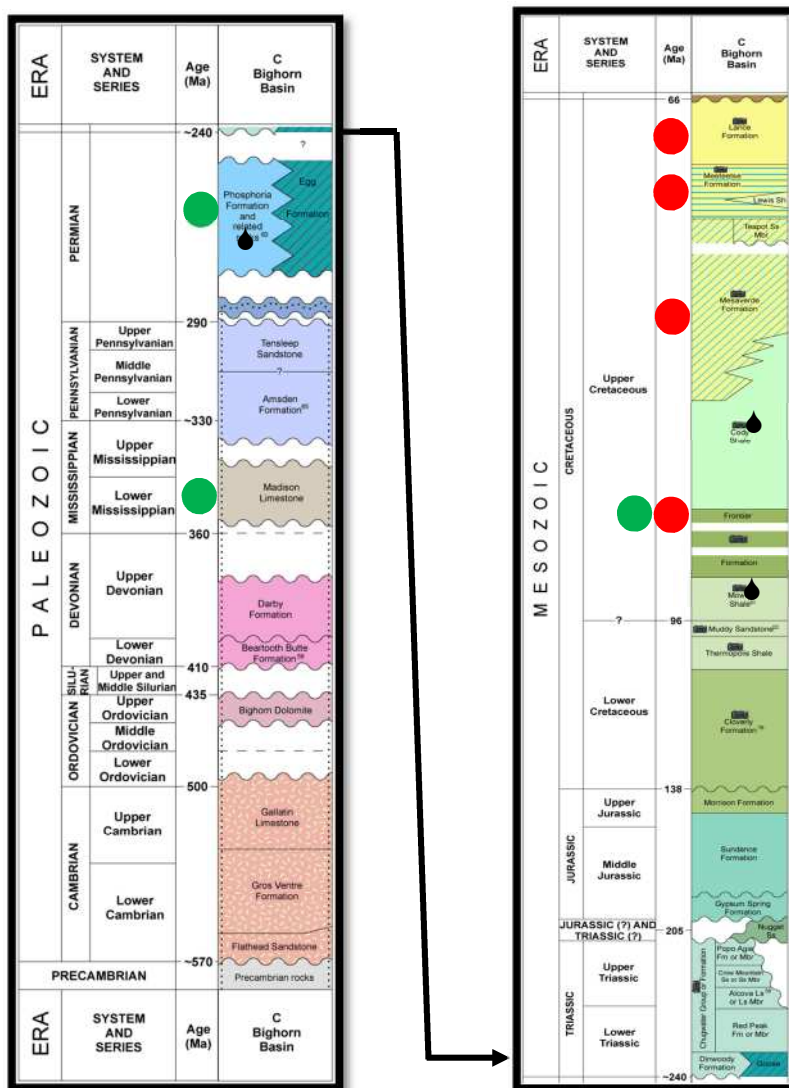 ERA
SYSTEM
AND
SERIES
Age
(Ma)
C
Bighorn
Basin
PALEOZOIC
PERMIAN
~240
?
Phosphoria
Formation
and
related
Egg
Formation
290
PENNSYLVANIAN
Upper
Pennsylvanian
Middle
Pennsylvanian
Lower
Pennsylvanian
Tensleep
Sandstone
?
Amsden
Formation
~330
MISSISSIPPIAN
Upper
Mississippian
Lower
Mississippian
Madison
Limestone
360
DEVONIAN
Upper
Devonian
Lower
Devonian
Darby
Formation
Beartooth Butte
Formation
410
SILU-
RIAN
Upper and
Middle Silurian
435
ORDOVICIAN
Upper
Ordovician
Middle
Ordovician
Lower
Ordovician
Bighorn Dolomite
500
CAMBRIAN
Upper
Cambrian
Lower
Cambrian
Gallatin
Limestone
Gros Ventre
Formation
Flathead Sandstone
~570
PRECAMBRIAN
Precambrian rocks
ERA
SYSTEM
AND
SERIES
Age
(Ma)
C
Bighorn
Basin
ERA
SYSTEM
AND
SERIES
Age
(Ma)
C
Bighorn
Basin
MESOZOIC
66
CRETACEOUS
Upper
Cretaceous
Lance
Formation
Meeteetse
Formation
Lewis Sh
Teapot Ss
Mbr
Mesaverde
Formation
Cody
Shale
Frontier
Formation
Mowry
Shale
?
96
Muddy Sandstone
Thermopolis Shale
Lower
Cretaceous
Cloverly
Formation
138
JURASSIC
Upper
Jurassic
Middle
Jurassic
Morrison Formation
Sundance
Formation
Gypsum Spring
Formation
JURASSIC (?) AND
TRIASSIC (?)
205
Nugget
Ss
TRIASSIC
Upper
Triassic
Lower
Triassic
Chugwater Group or Formation
Popo Agie
Fm or Mbr
Crow Mountain
Ss or Ss Mbr
Alcova Ls
or Ls Mbr
Red Peak
Fm or Mbr
Dinwoody
Formation
Goose
~240